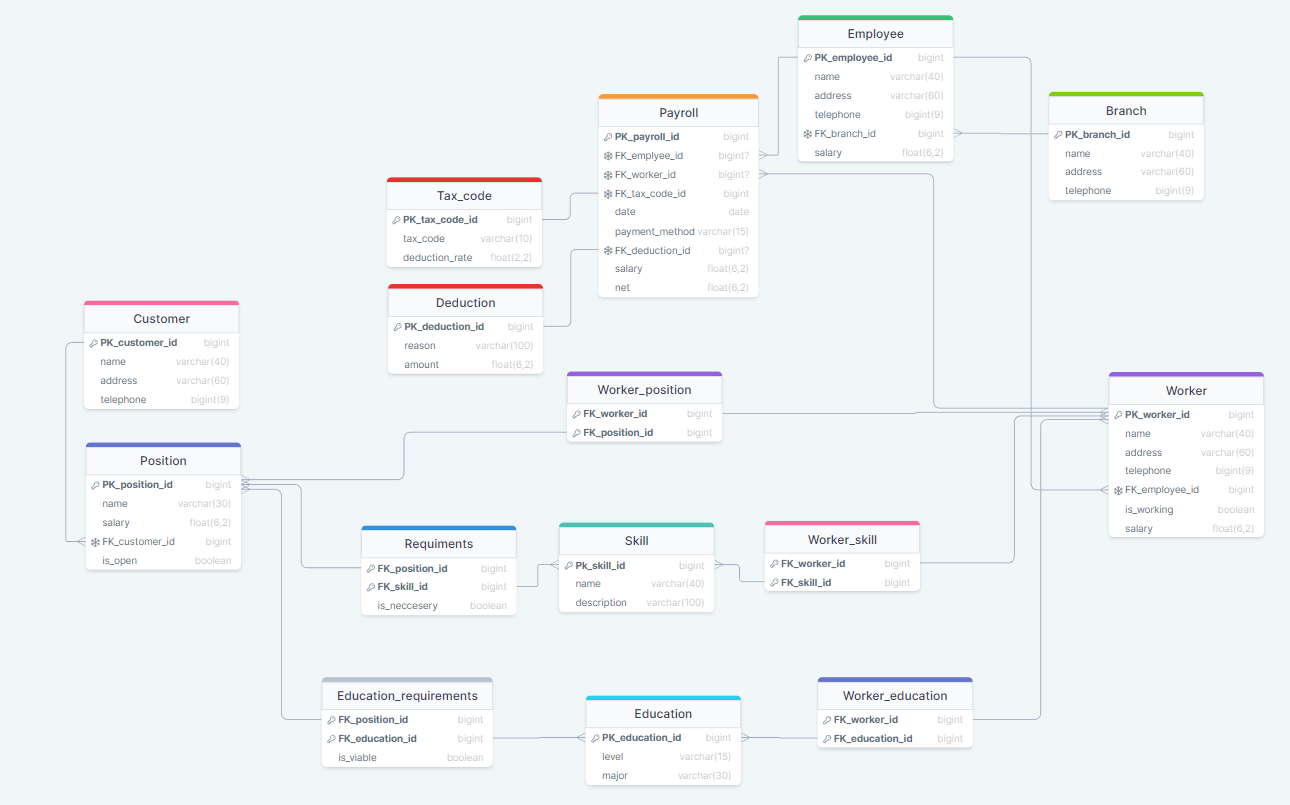 Employee
PK_employee_id bigint
name varchar(40)
address varchar(60)
telephone bigint(9)
FK_branch_id bigint
salary float(6,2)
Branch
PK_branch_id bigint
name varchar(40)
address varchar(60)
telephone bigint(9)
Payroll
PK_payroll_id bigint
FK_emplyee_id bigint?
FK_worker_id bigint?
FK_tax_code_id bigint
date date
payment_method varchar(15)
FK_deduction_id bigint?
salary float(6,2)
net float(6,2)
Tax_code
PK_tax_code_id bigint
tax_code varchar(10)
deduction_rate float(2,2)
Deduction
PK_deduction_id bigint
reason varchar(100)
amount float(6,2)
Customer
PK_customer_id bigint
name varchar(40)
address varchar(60)
telephone bigint(9)
Worker_position
FK_worker_id bigint
FK_position_id bigint
Worker
PK_worker_id bigint
name varchar(40)
address varchar(60)
telephone bigint(9)
FK_employee_id bigint
is_working boolean
salary float(6,2)
Position
PK_position_id bigint
name varchar(30)
salary float(6,2)
FK_customer_id bigint
is_open boolean
Requiments
FK_position_id bigint
FK_skill_id bigint
is_neccesery boolean
Skill
Pk_skill_id bigint
name varchar(40)
description varchar(100)
Worker_skill
FK_worker_id bigint
FK_skill_id bigint
Education_requirements
FK_position_id bigint
FK_education_id bigint
is_viable boolean
Education
PK_education_id bigint
level varchar(15)
major varchar(30)
Worker_education
FK_worker_id bigint
FK_education_id bigint